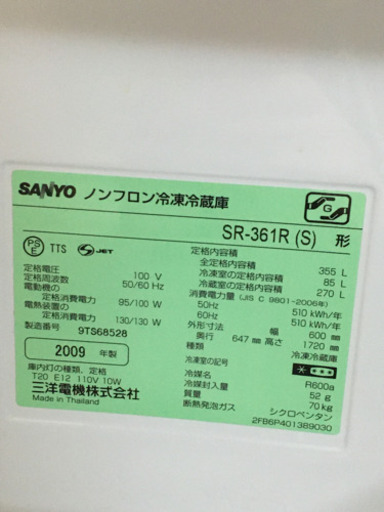 SANYO ノンフロン冷凍冷蔵庫
G
SR-361R (S) 形
PS E TTS S JET
定格電圧 100 V
定格周波数 50/60 Hz
電動機の
定格消費電力 95/100 W
電熱装置の
定格消費電力 130/130 W
製造番号 9TS68528
2009 年製
庫内灯の種類、定格
T20 E12 110V 10W
三洋電機株式会社
Made in Thailand
定格内容積
全定格内容積 355 L
冷凍室の定格内容積 85 L
冷蔵室の定格内容積 270 L
消費電力量 (JIS C 9801-2006年)
50Hz 510 kWh/年
60Hz 510 kWh/年
外形寸法 幅 600 mm
奥行 647 mm 高さ 1720 mm
冷凍冷蔵庫
冷凍室の記号
冷媒名 R600a
冷媒封入量 52 g
質量 70 kg
断熱発泡ガス シクロペンタン
2FB6P401389030